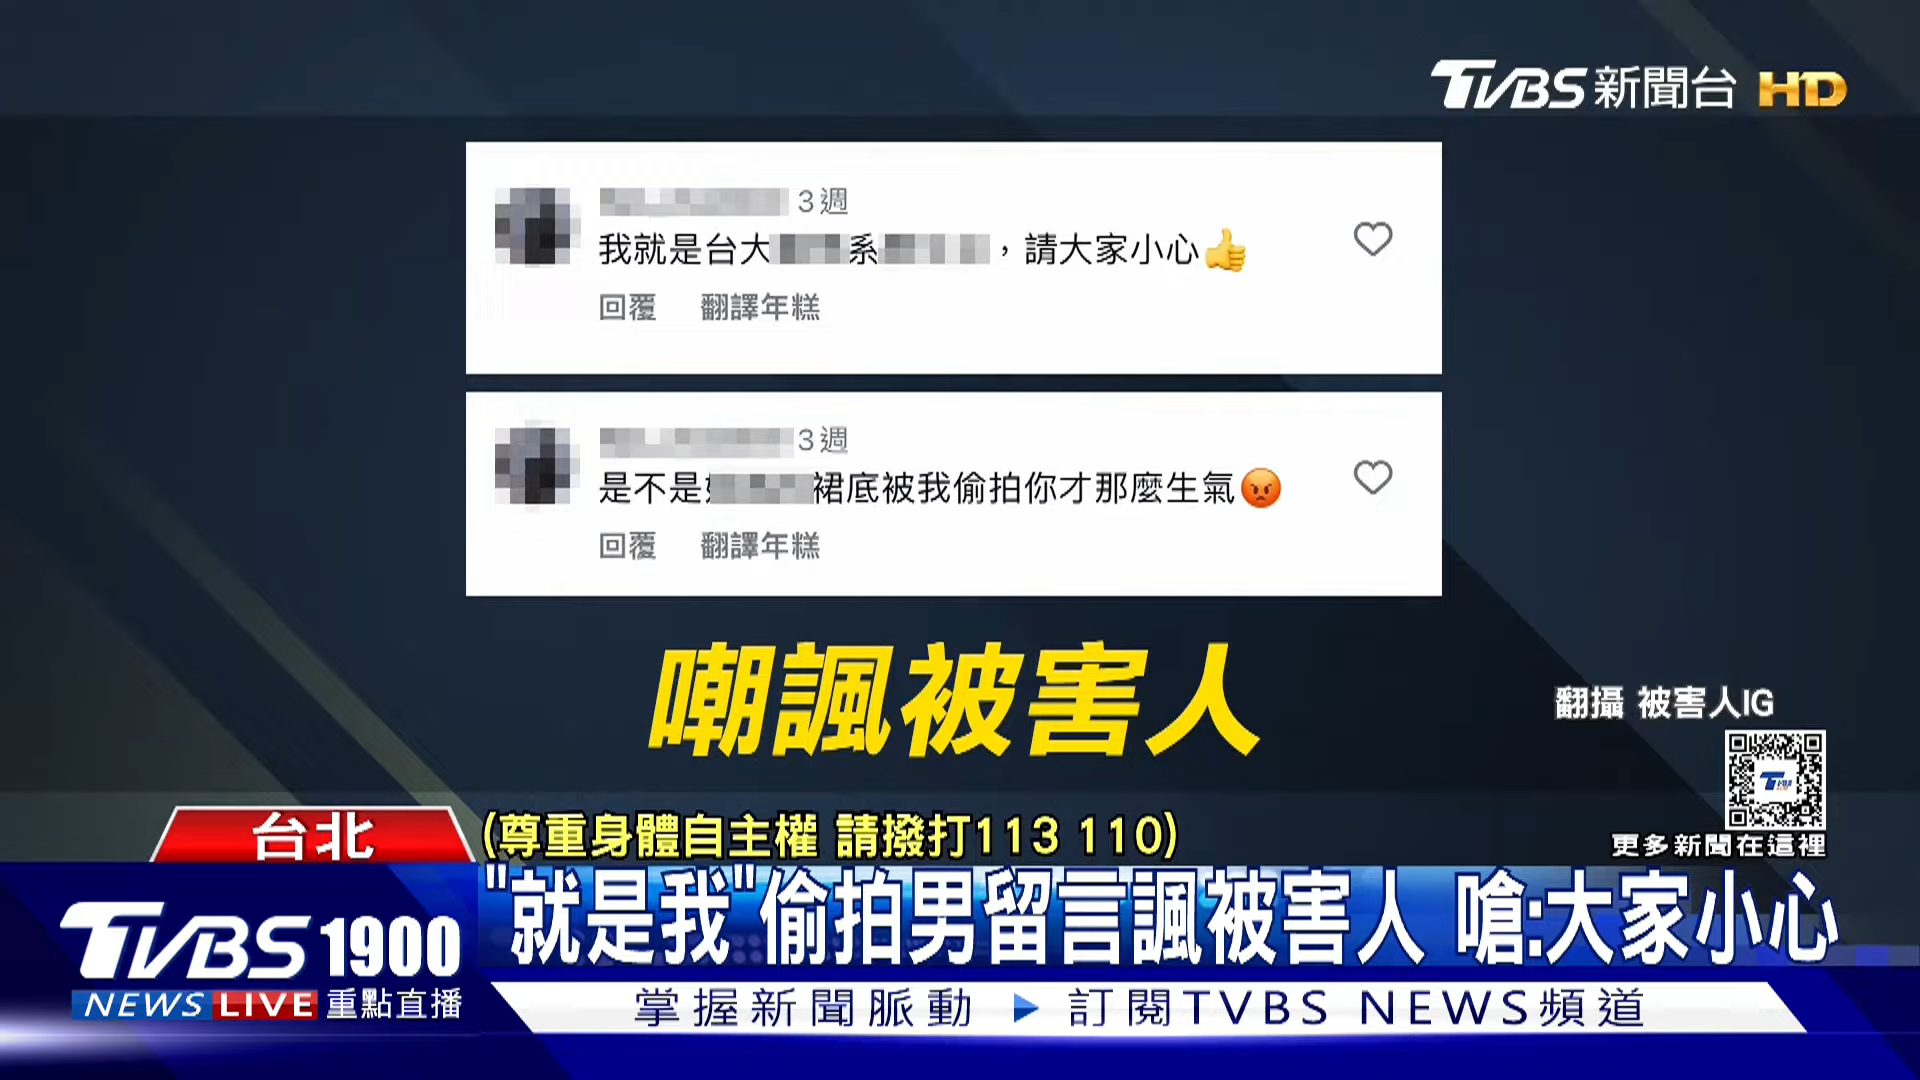 TVBS新聞台 HD
3週
我就是台大 系 ，請大家小心👍
回覆 翻譯年糕
3週
是不是 裙底被我偷拍你才那麼生氣😡
回覆 翻譯年糕
嘲諷被害人
翻攝 被害人IG
TVBS
更多新聞在這裡
台北
(尊重身體自主權 請撥打113 110)
"就是我"偷拍男留言諷被害人 嗆:大家小心
TVBS 1900
NEWS LIVE 重點直播
掌握新聞脈動 ▶ 訂閱TVBS NEWS頻道